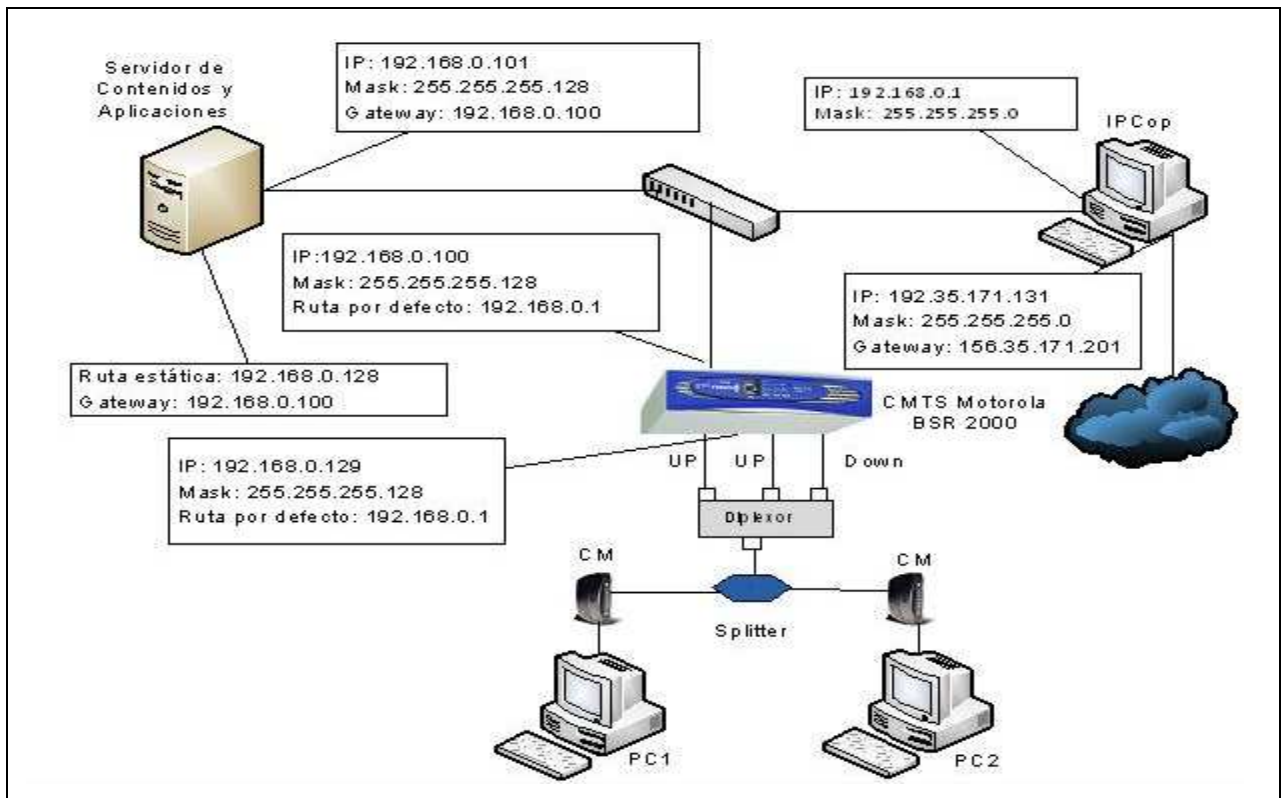 Servidor de
Contenidos y
Aplicaciones
IP: 192.168.0.101
Mask: 255.255.255.128
Gateway: 192.168.0.100
IP: 192.168.0.1
Mask: 255.255.255.0
IPCop
IP:192.168.0.100
Mask: 255.255.255.128
Ruta por defecto: 192.168.0.1
IP: 192.35.171.131
Mask: 255.255.255.0
Gateway: 156.35.171.201
Ruta estática: 192.168.0.128
Gateway: 192.168.0.100
CMTS Motorola
BSR 2000
IP: 192.168.0.129
Mask: 255.255.255.128
Ruta por defecto: 192.168.0.1
UP
UP
Down
Diplexor
CM
CM
Splitter
PC1
PC2